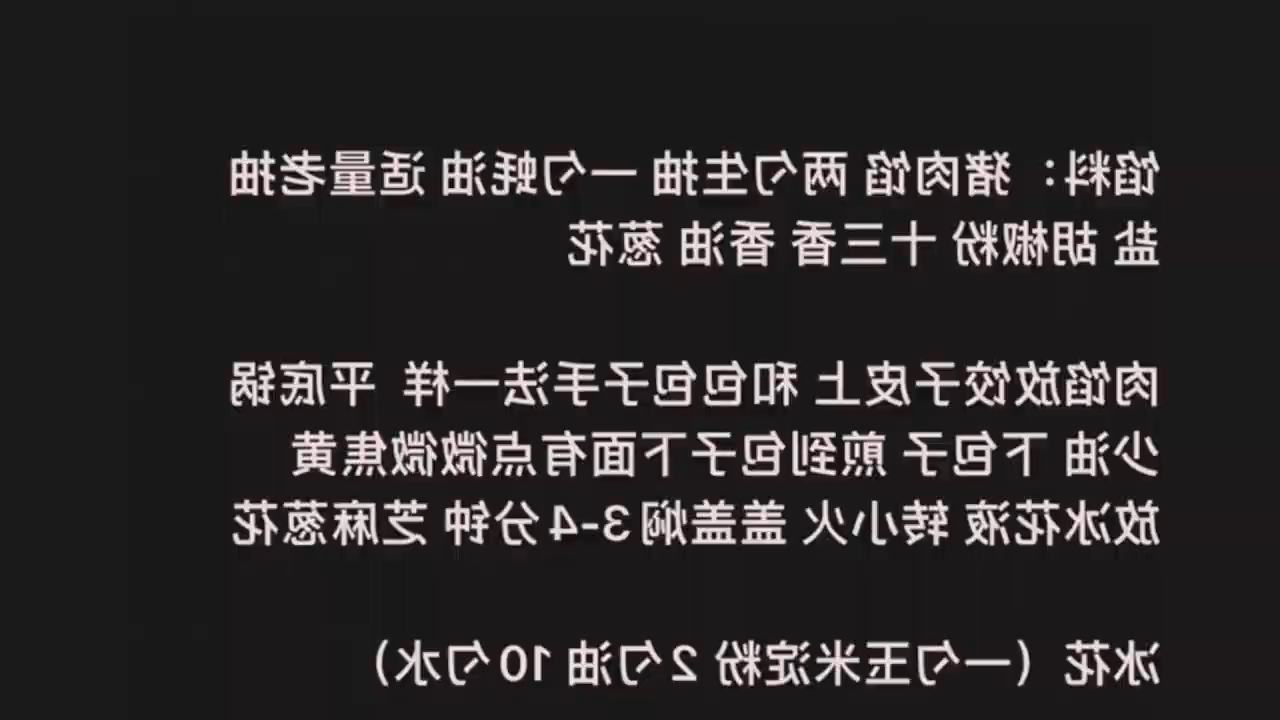 馅料：猪肉馅 两勺生抽 一勺蚝油 适量老抽
盐 胡椒粉 十三香 香油 葱花
肉馅放饺子皮上 和包包子手法一样 平底锅
少油 下包子 煎到包子下面有点微微焦黄
放冰花液 转小火 盖盖焖3-4分钟 芝麻葱花
冰花（一勺玉米淀粉 2勺油 10勺水）